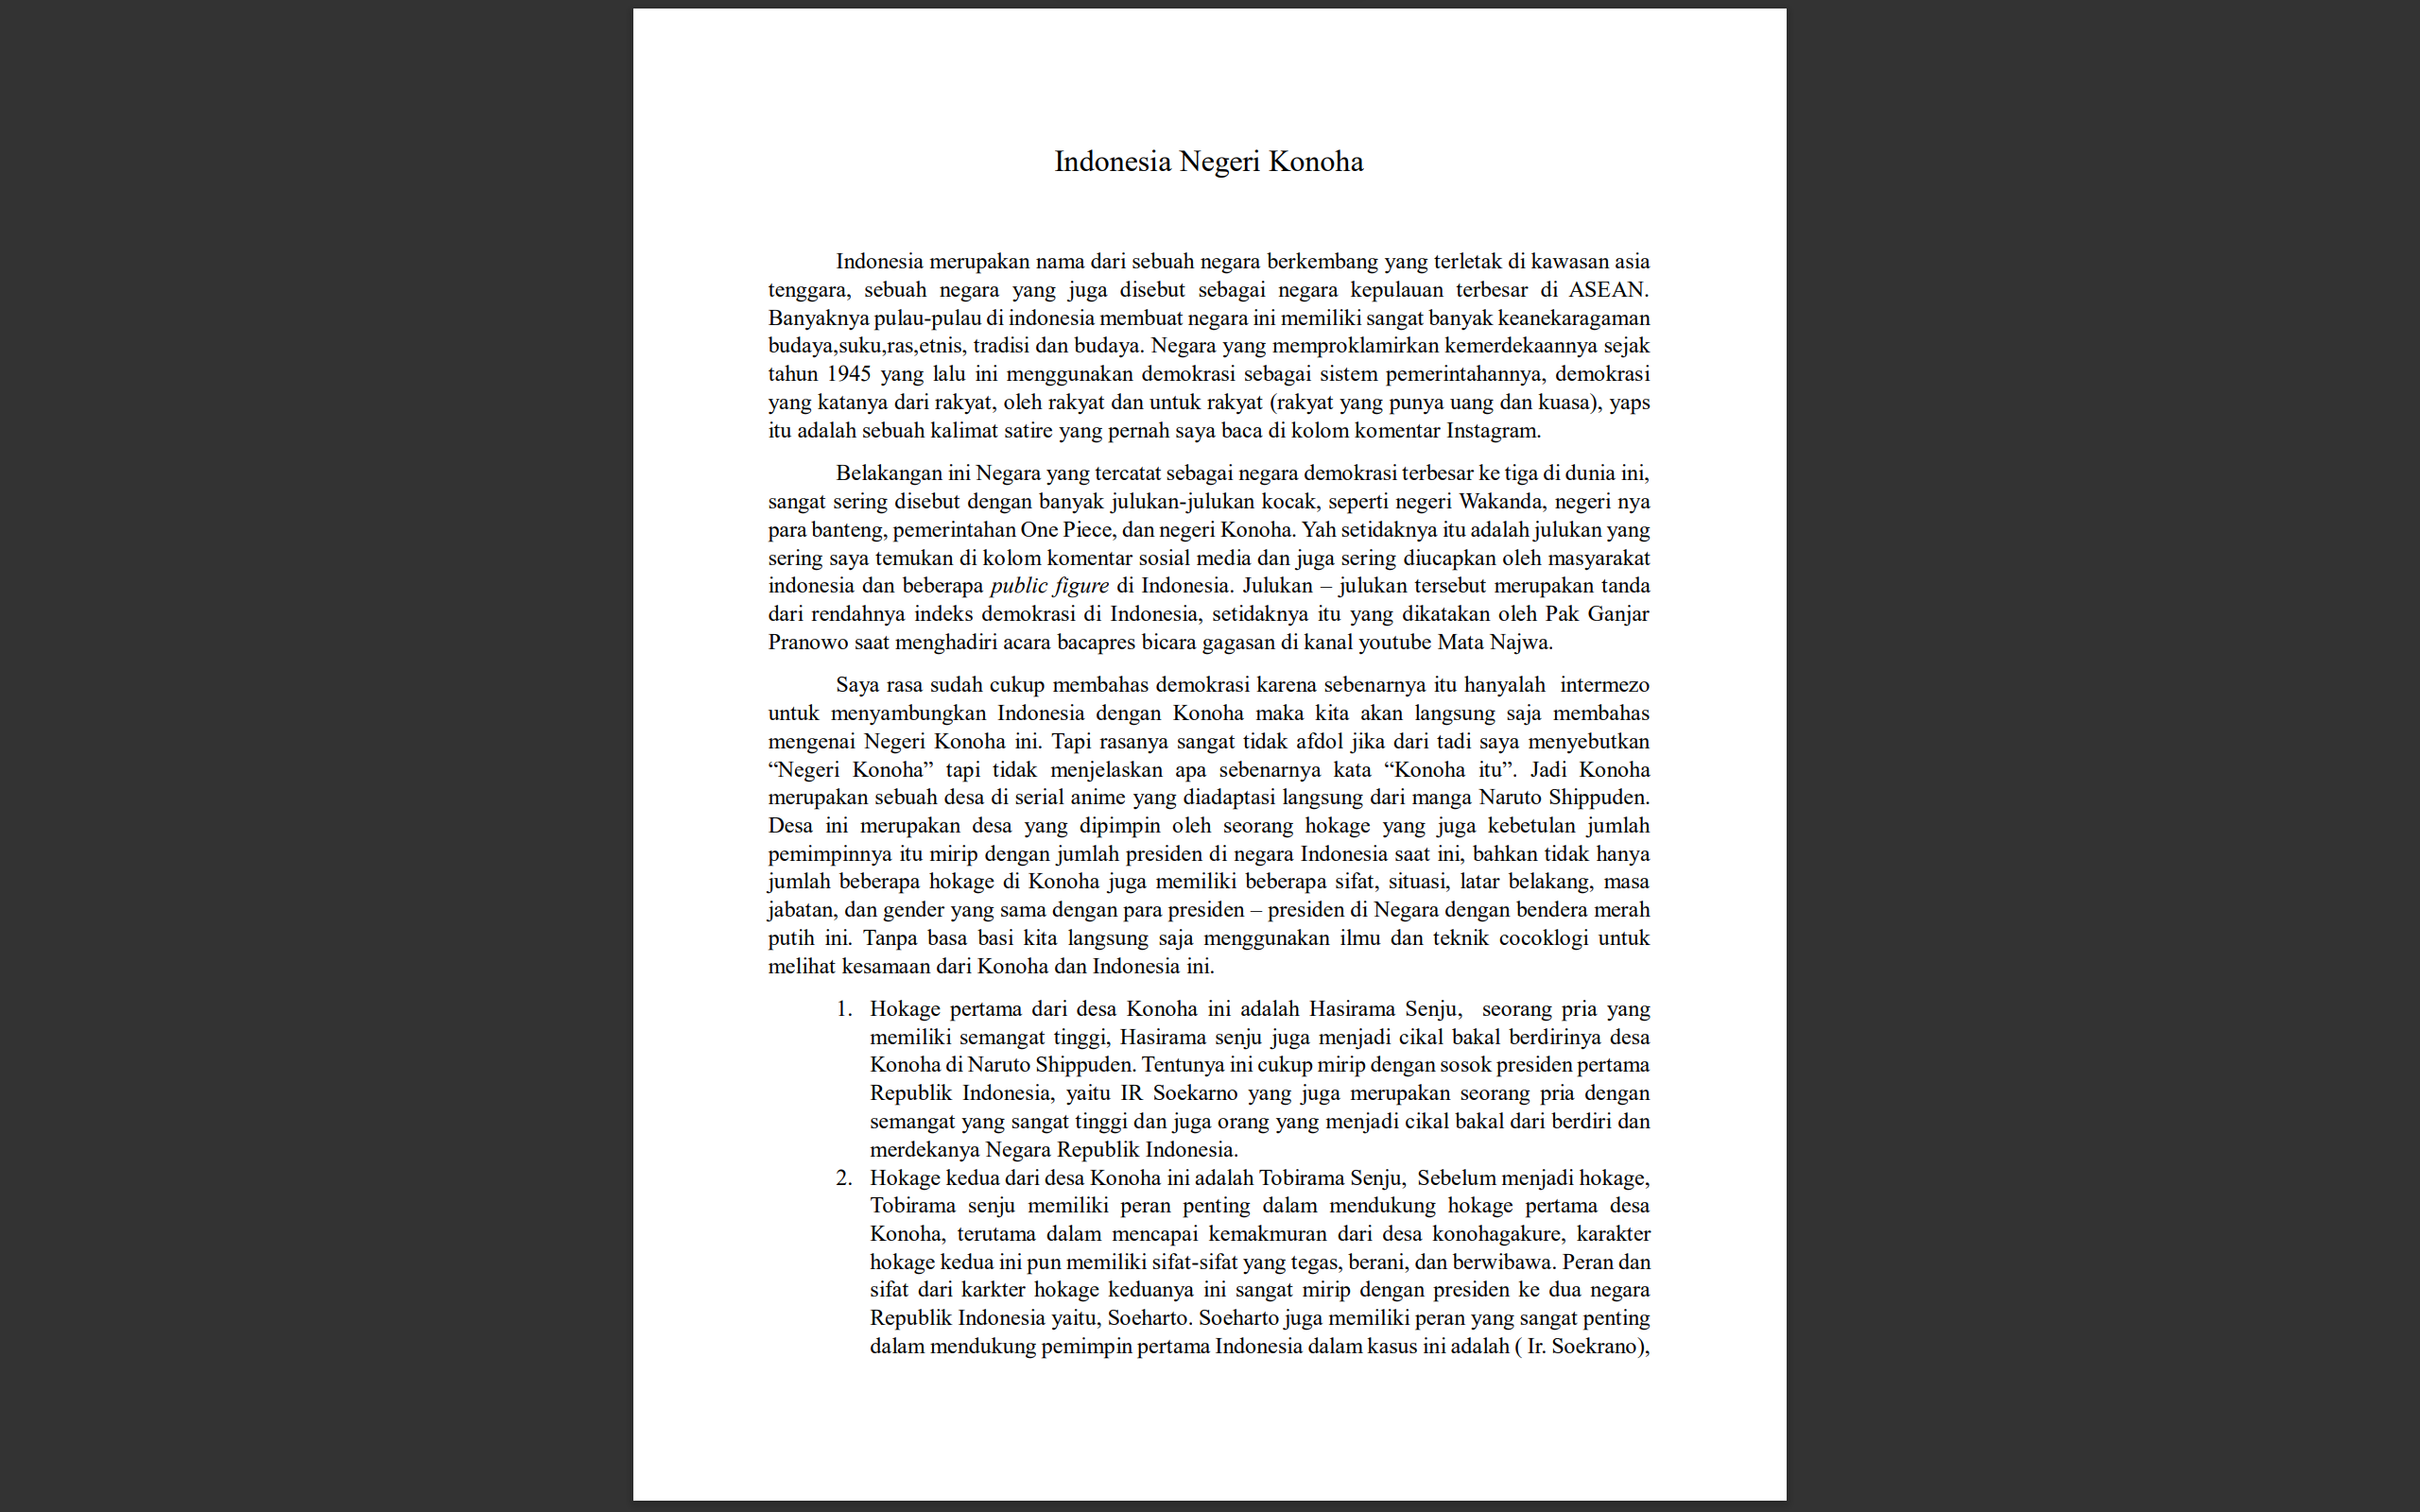 Indonesia Negeri Konoha
Indonesia merupakan nama dari sebuah negara berkembang yang terletak di kawasan asia
tenggara, sebuah negara yang juga disebut sebagai negara kepulauan terbesar di ASEAN.
Banyaknya pulau-pulau di indonesia membuat negara ini memiliki sangat banyak keanekaragaman
budaya,suku,ras,etnis, tradisi dan budaya. Negara yang memproklamirkan kemerdekaannya sejak
tahun 1945 yang lalu ini menggunakan demokrasi sebagai sistem pemerintahannya, demokrasi
yang katanya dari rakyat, oleh rakyat dan untuk rakyat (rakyat yang punya uang dan kuasa), yaps
itu adalah sebuah kalimat satire yang pernah saya baca di kolom komentar Instagram.
Belakangan ini Negara yang tercatat sebagai negara demokrasi terbesar ke tiga di dunia ini,
sangat sering disebut dengan banyak julukan-julukan kocak, seperti negeri Wakanda, negeri nya
para banteng, pemerintahan One Piece, dan negeri Konoha. Yah setidaknya itu adalah julukan yang
sering saya temukan di kolom komentar sosial media dan juga sering diucapkan oleh masyarakat
indonesia dan beberapa public figure di Indonesia. Julukan – julukan tersebut merupakan tanda
dari rendahnya indeks demokrasi di Indonesia, setidaknya itu yang dikatakan oleh Pak Ganjar
Pranowo saat menghadiri acara bacapres bicara gagasan di kanal youtube Mata Najwa.
Saya rasa sudah cukup membahas demokrasi karena sebenarnya itu hanyalah  intermezo
untuk menyambungkan Indonesia dengan Konoha maka kita akan langsung saja membahas
mengenai Negeri Konoha ini. Tapi rasanya sangat tidak afdol jika dari tadi saya menyebutkan
“Negeri Konoha” tapi tidak menjelaskan apa sebenarnya kata “Konoha itu”. Jadi Konoha
merupakan sebuah desa di serial anime yang diadaptasi langsung dari manga Naruto Shippuden.
Desa ini merupakan desa yang dipimpin oleh seorang hokage yang juga kebetulan jumlah
pemimpinnya itu mirip dengan jumlah presiden di negara Indonesia saat ini, bahkan tidak hanya
jumlah beberapa hokage di Konoha juga memiliki beberapa sifat, situasi, latar belakang, masa
jabatan, dan gender yang sama dengan para presiden – presiden di Negara dengan bendera merah
putih ini. Tanpa basa basi kita langsung saja menggunakan ilmu dan teknik cocoklogi untuk
melihat kesamaan dari Konoha dan Indonesia ini.
1. Hokage pertama dari desa Konoha ini adalah Hasirama Senju,  seorang pria yang
memiliki semangat tinggi, Hasirama senju juga menjadi cikal bakal berdirinya desa
Konoha di Naruto Shippuden. Tentunya ini cukup mirip dengan sosok presiden pertama
Republik Indonesia, yaitu IR Soekarno yang juga merupakan seorang pria dengan
semangat yang sangat tinggi dan juga orang yang menjadi cikal bakal dari berdiri dan
merdekanya Negara Republik Indonesia.
2. Hokage kedua dari desa Konoha ini adalah Tobirama Senju,  Sebelum menjadi hokage,
Tobirama senju memiliki peran penting dalam mendukung hokage pertama desa
Konoha, terutama dalam mencapai kemakmuran dari desa konohagakure, karakter
hokage kedua ini pun memiliki sifat-sifat yang tegas, berani, dan berwibawa. Peran dan
sifat dari karkter hokage keduanya ini sangat mirip dengan presiden ke dua negara
Republik Indonesia yaitu, Soeharto. Soeharto juga memiliki peran yang sangat penting
dalam mendukung pemimpin pertama Indonesia dalam kasus ini adalah ( Ir. Soekrano),